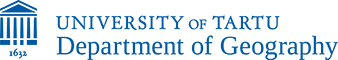 UNIVERSITY OF TARTU
Department of Geography
1632